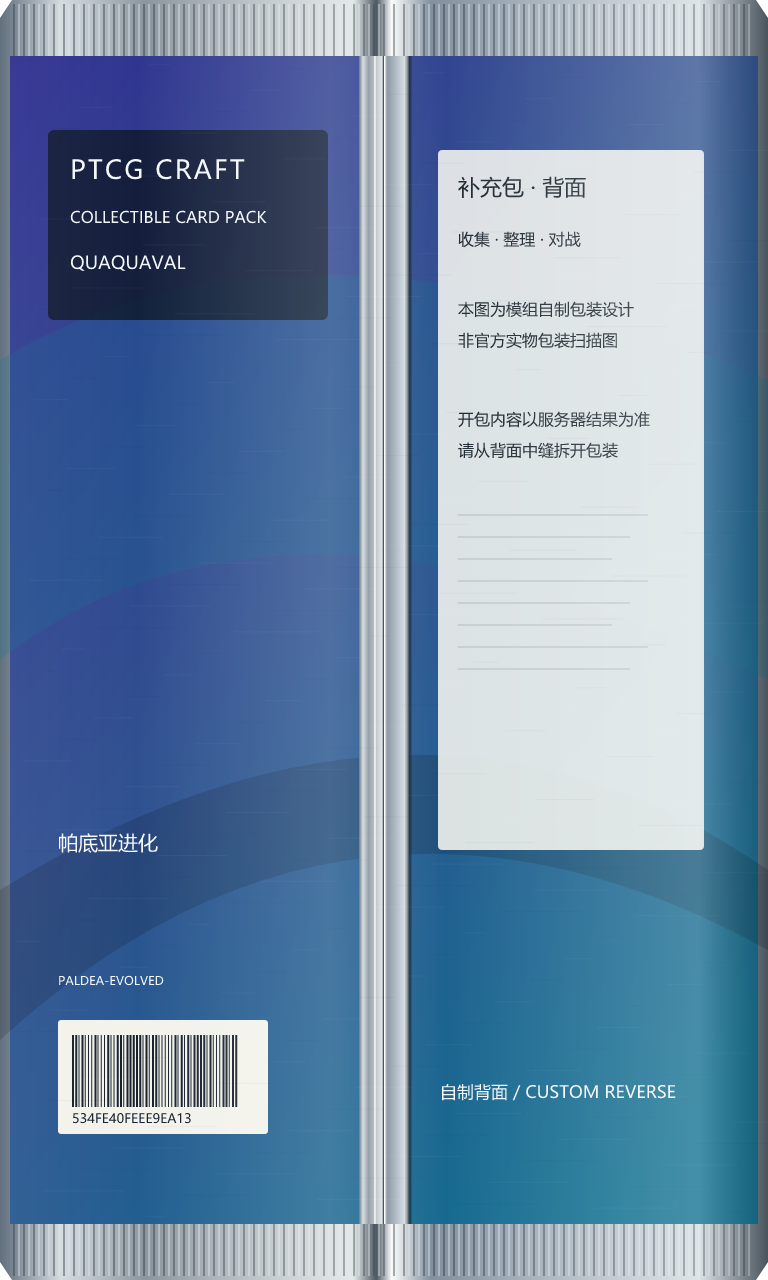 PTCG CRAFT
COLLECTIBLE CARD PACK
QUAQUAVAL
帕底亚进化
PALDEA-EVOLVED
534FE40FEEE9EA13
补充包 · 背面
收集 · 整理 · 对战
本图为模组自制包装设计
非官方实物包装扫描图
开包内容以服务器结果为准
请从背面中缝拆开包装
自制背面 / CUSTOM REVERSE